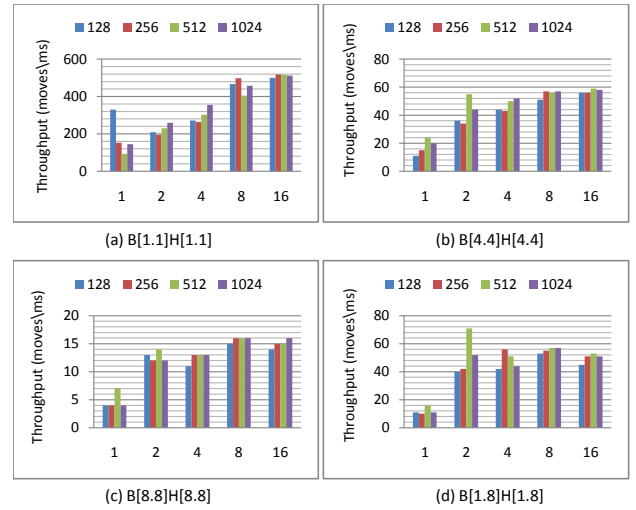 128 256 512 1024
Throughput (moves\ms)
600
400
200
0
1 2 4 8 16
(a) B[1.1]H[1.1]
128 256 512 1024
Throughput (moves\ms)
80
60
40
20
0
1 2 4 8 16
(b) B[4.4]H[4.4]
128 256 512 1024
Throughput (moves\ms)
20
15
10
5
0
1 2 4 8 16
(c) B[8.8]H[8.8]
128 256 512 1024
Throughput (moves\ms)
80
60
40
20
0
1 2 4 8 16
(d) B[1.8]H[1.8]